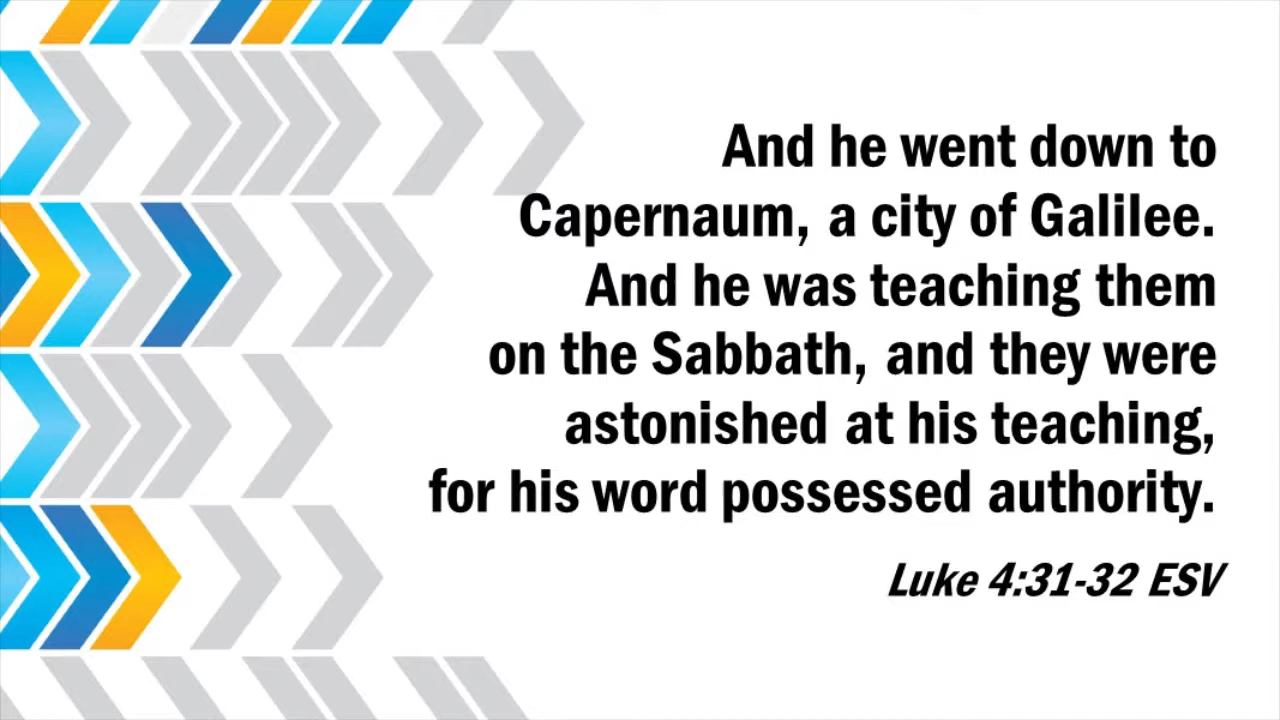 And he went down to
Capernaum, a city of Galilee.
And he was teaching them
on the Sabbath, and they were
astonished at his teaching,
for his word possessed authority.
Luke 4:31-32 ESV